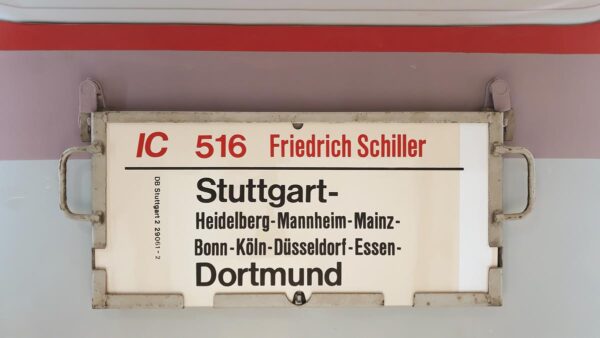 IC 516 Friedrich Schiller
Stuttgart-
Heidelberg-Mannheim-Mainz-
Bonn-Köln-Düsseldorf-Essen-
Dortmund
DB Stuttgart 2 29061-2